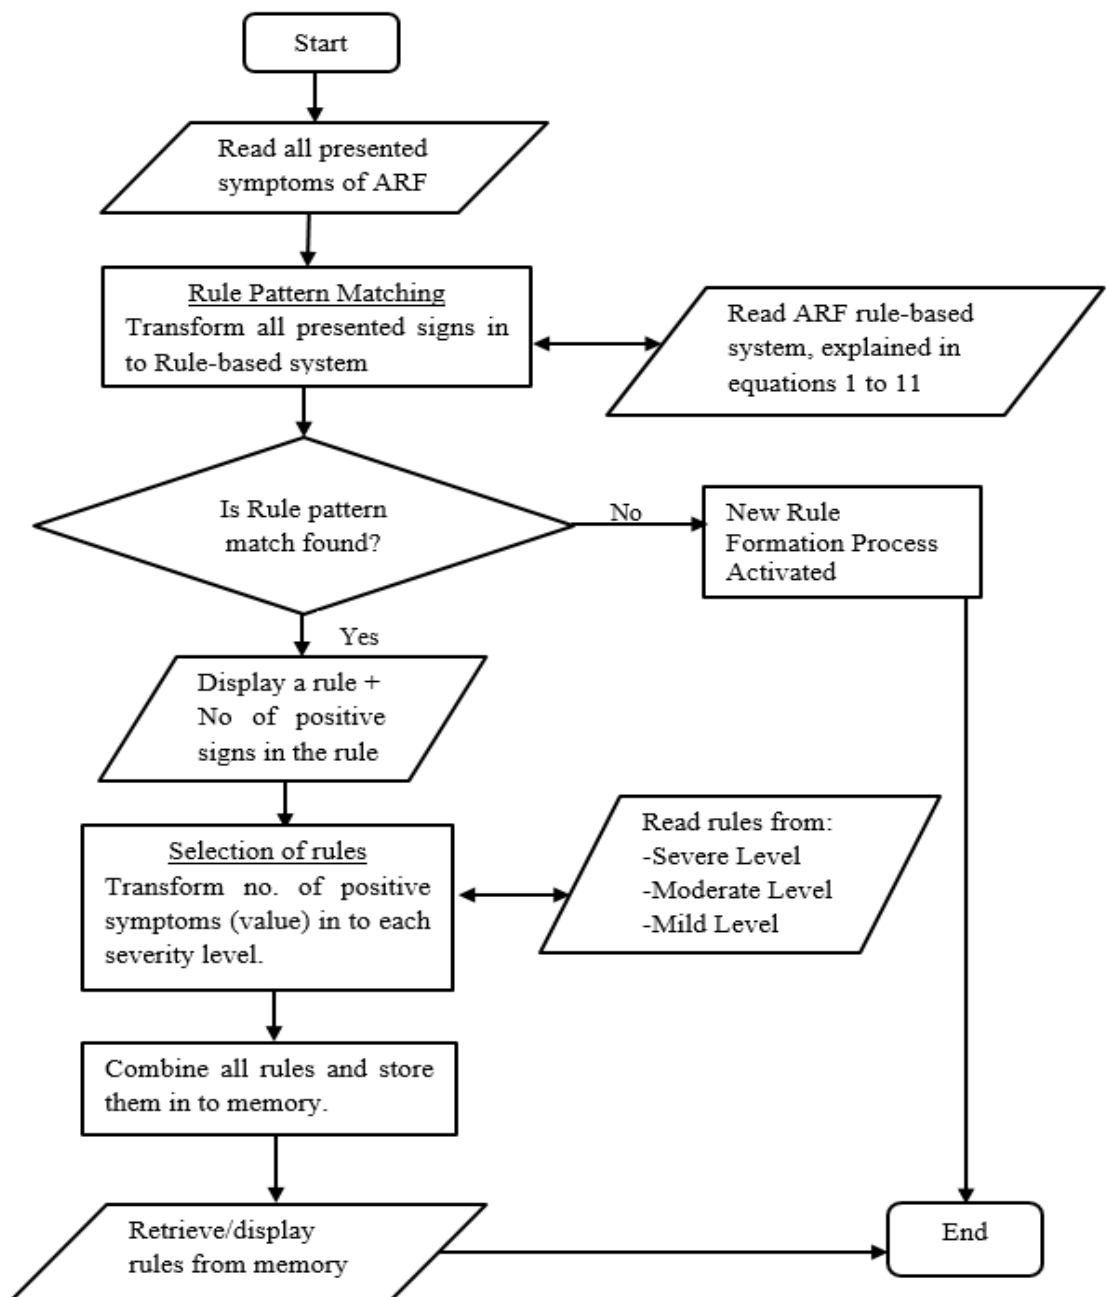 Start
Read all presented
symptoms of ARF
Rule Pattern Matching
Transform all presented signs in
to Rule-based system
Read ARF rule-based
system, explained in
equations 1 to 11
Is Rule pattern
match found?
No
New Rule
Formation Process
Activated
Yes
Display a rule +
No of positive
signs in the rule
Selection of rules
Transform no. of positive
symptoms (value) in to each
severity level.
Read rules from:
-Severe Level
-Moderate Level
-Mild Level
Combine all rules and store
them in to memory.
Retrieve/display
rules from memory
End